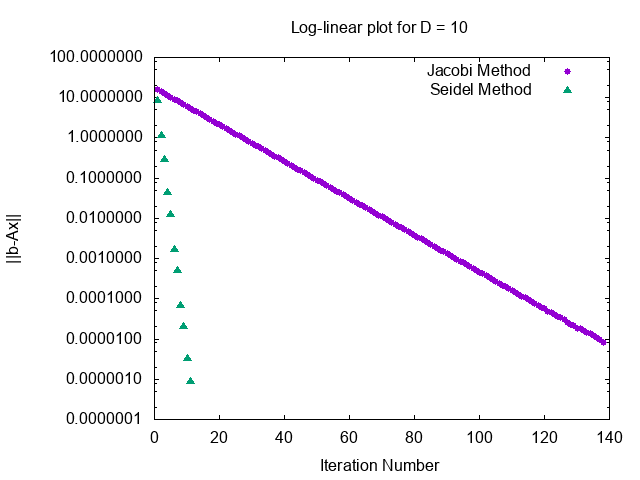 Log-linear plot for D = 10
Jacobi Method
Seidel Method
100.0000000
10.0000000
1.0000000
0.1000000
0.0100000
0.0010000
0.0001000
0.0000100
0.0000010
0.0000001
||b-Ax||
0 20 40 60 80 100 120 140
Iteration Number